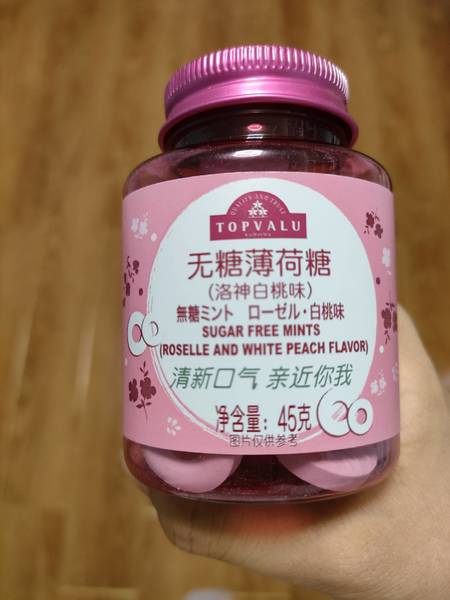 QUALITY AND TRUST
TOPVALU
无糖薄荷糖
(洛神白桃味)
無糖ミント ローゼル・白桃味
SUGAR FREE MINTS
(ROSELLE AND WHITE PEACH FLAVOR)
清新口气 亲近你我
净含量：45克
图片仅供参考